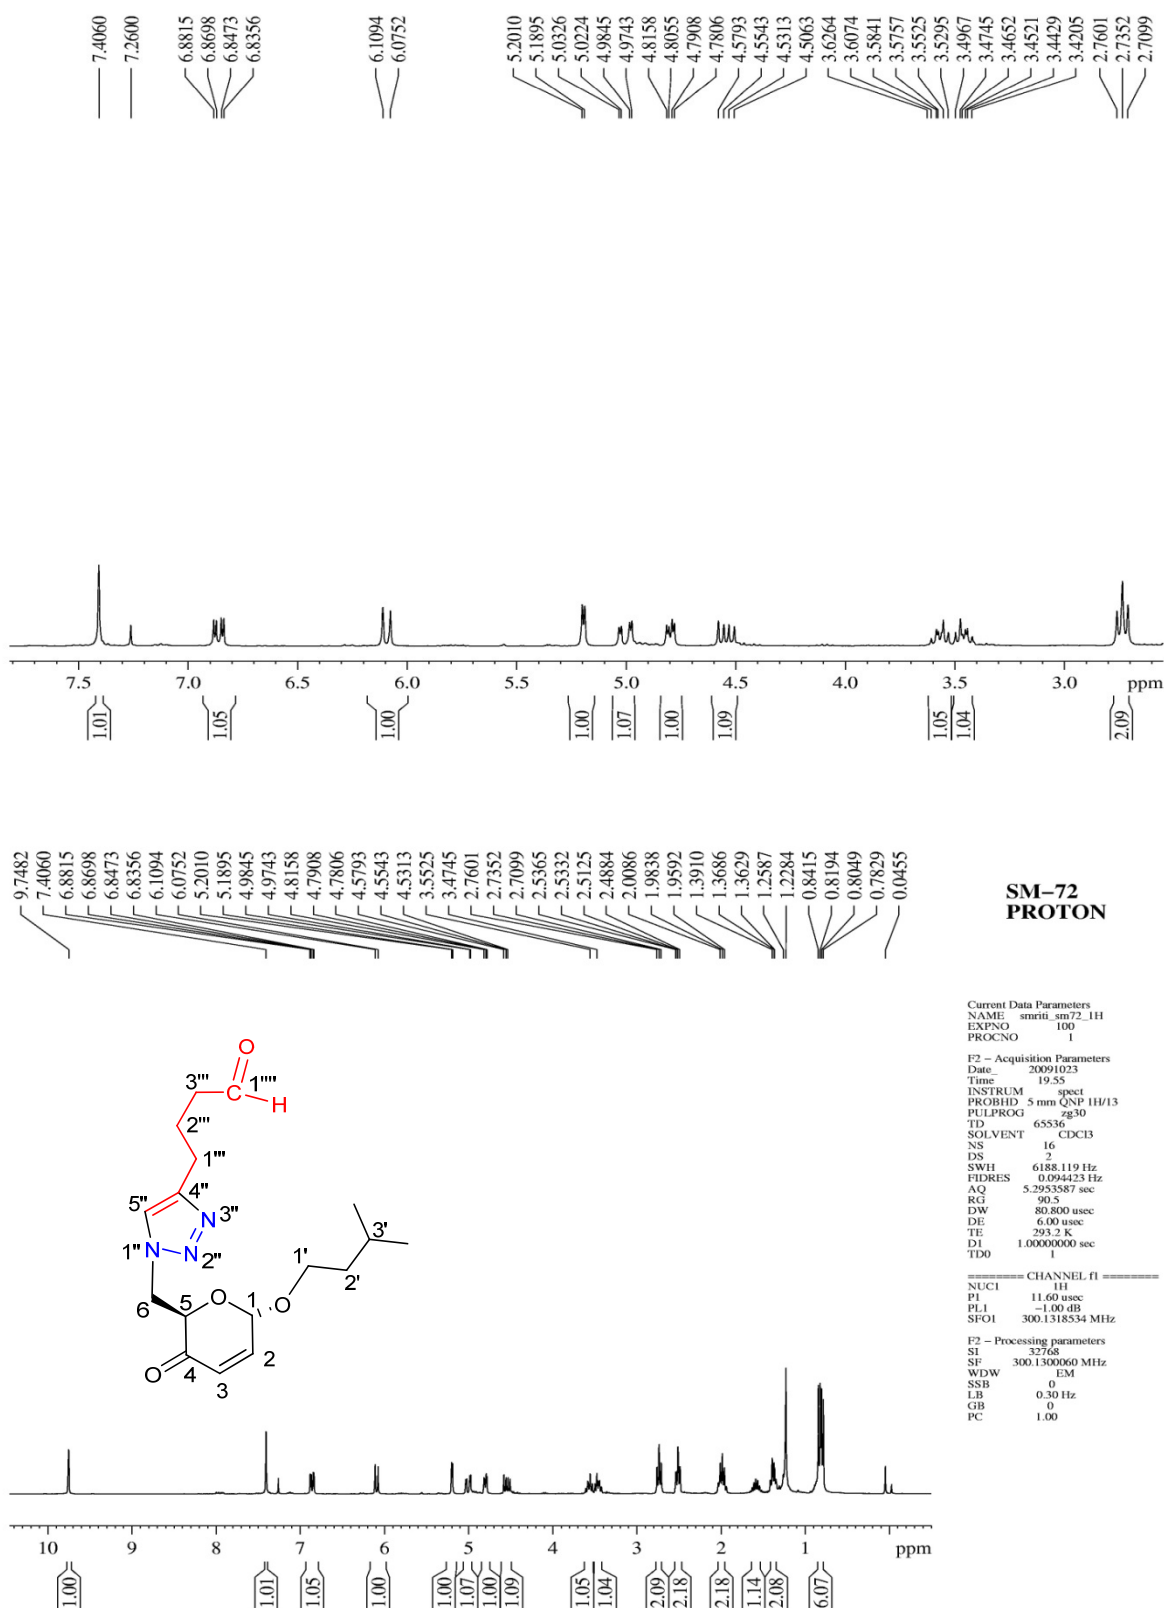 7.4060
7.2600
6.8815
6.8698
6.8473
6.8356
6.1094
6.0752
5.2010
5.1895
5.0326
5.0224
4.9845
4.9743
4.8158
4.8055
4.7908
4.7806
4.5793
4.5543
4.5313
4.5063
3.6264
3.6074
3.5841
3.5757
3.5525
3.5295
3.4967
3.4745
3.4652
3.4521
3.4429
3.4205
2.7601
2.7352
2.7099
7.5 7.0 6.5 6.0 5.5 5.0 4.5 4.0 3.5 3.0 ppm
1.01 1.05 1.00 1.00 1.07 1.00 1.09 1.05 1.04 2.09
9.7482
7.4060
6.8815
6.8698
6.8473
6.8356
6.1094
6.0752
5.2010
5.1895
4.9845
4.9743
4.8158
4.7908
4.7806
4.5793
4.5543
4.5313
3.5525
3.4745
2.7601
2.7352
2.7099
2.5365
2.5332
2.5125
2.4884
2.0086
1.9838
1.9592
1.3910
1.3686
1.3629
1.2587
1.2284
0.8415
0.8194
0.8049
0.7829
0.0455
SM-72
PROTON
Current Data Parameters
NAME smriti_sm72_1H
EXPNO 100
PROCNO 1
F2 - Acquisition Parameters
Date_ 20091023
Time 19.55
INSTRUM spect
PROBHD 5 mm QNP 1H/13
PULPROG zg30
TD 65536
SOLVENT CDCl3
NS 16
DS 2
SWH 6188.119 Hz
FIDRES 0.094423 Hz
AQ 5.2953587 sec
RG 90.5
DW 80.800 usec
DE 6.00 usec
TE 293.2 K
D1 1.00000000 sec
TD0 1
======== CHANNEL f1 ========
NUC1 1H
P1 11.60 usec
PL1 -1.00 dB
SFO1 300.1318534 MHz
F2 - Processing parameters
SI 32768
SF 300.1300060 MHz
WDW EM
SSB 0
LB 0.30 Hz
GB 0
PC 1.00
O
3''' C 1'''' H
2'''
1'''
4''
5'' N 3''
1'' N N 2''
3'
1' 2'
6 5 O 1 O
O 4 3 2
10 9 8 7 6 5 4 3 2 1 ppm
1.00 1.01 1.05 1.00 1.00 1.07 1.00 1.09 1.05 1.04 2.09 2.18 2.18 1.14 2.08 6.07